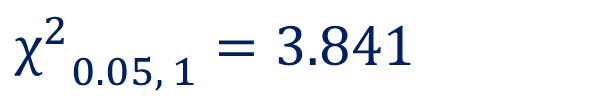 χ²₀.₀₅, ₁ = 3.841